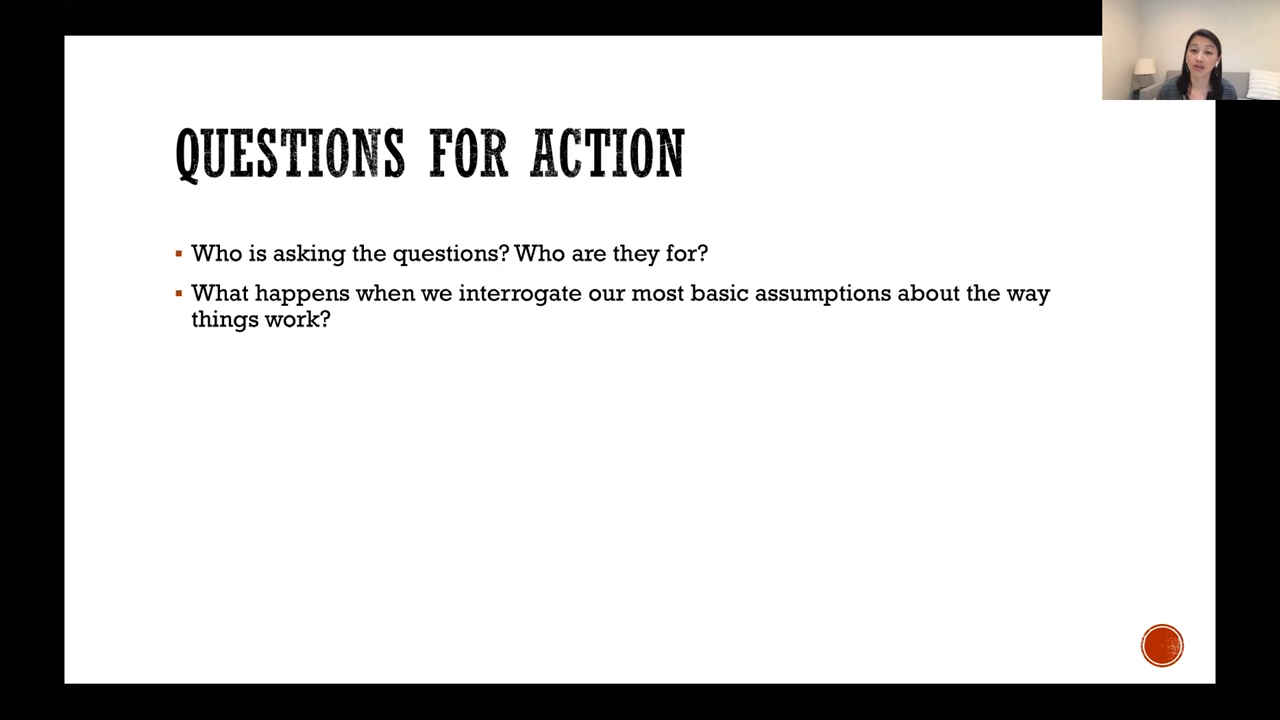 QUESTIONS FOR ACTION
Who is asking the questions? Who are they for?
What happens when we interrogate our most basic assumptions about the way
things work?